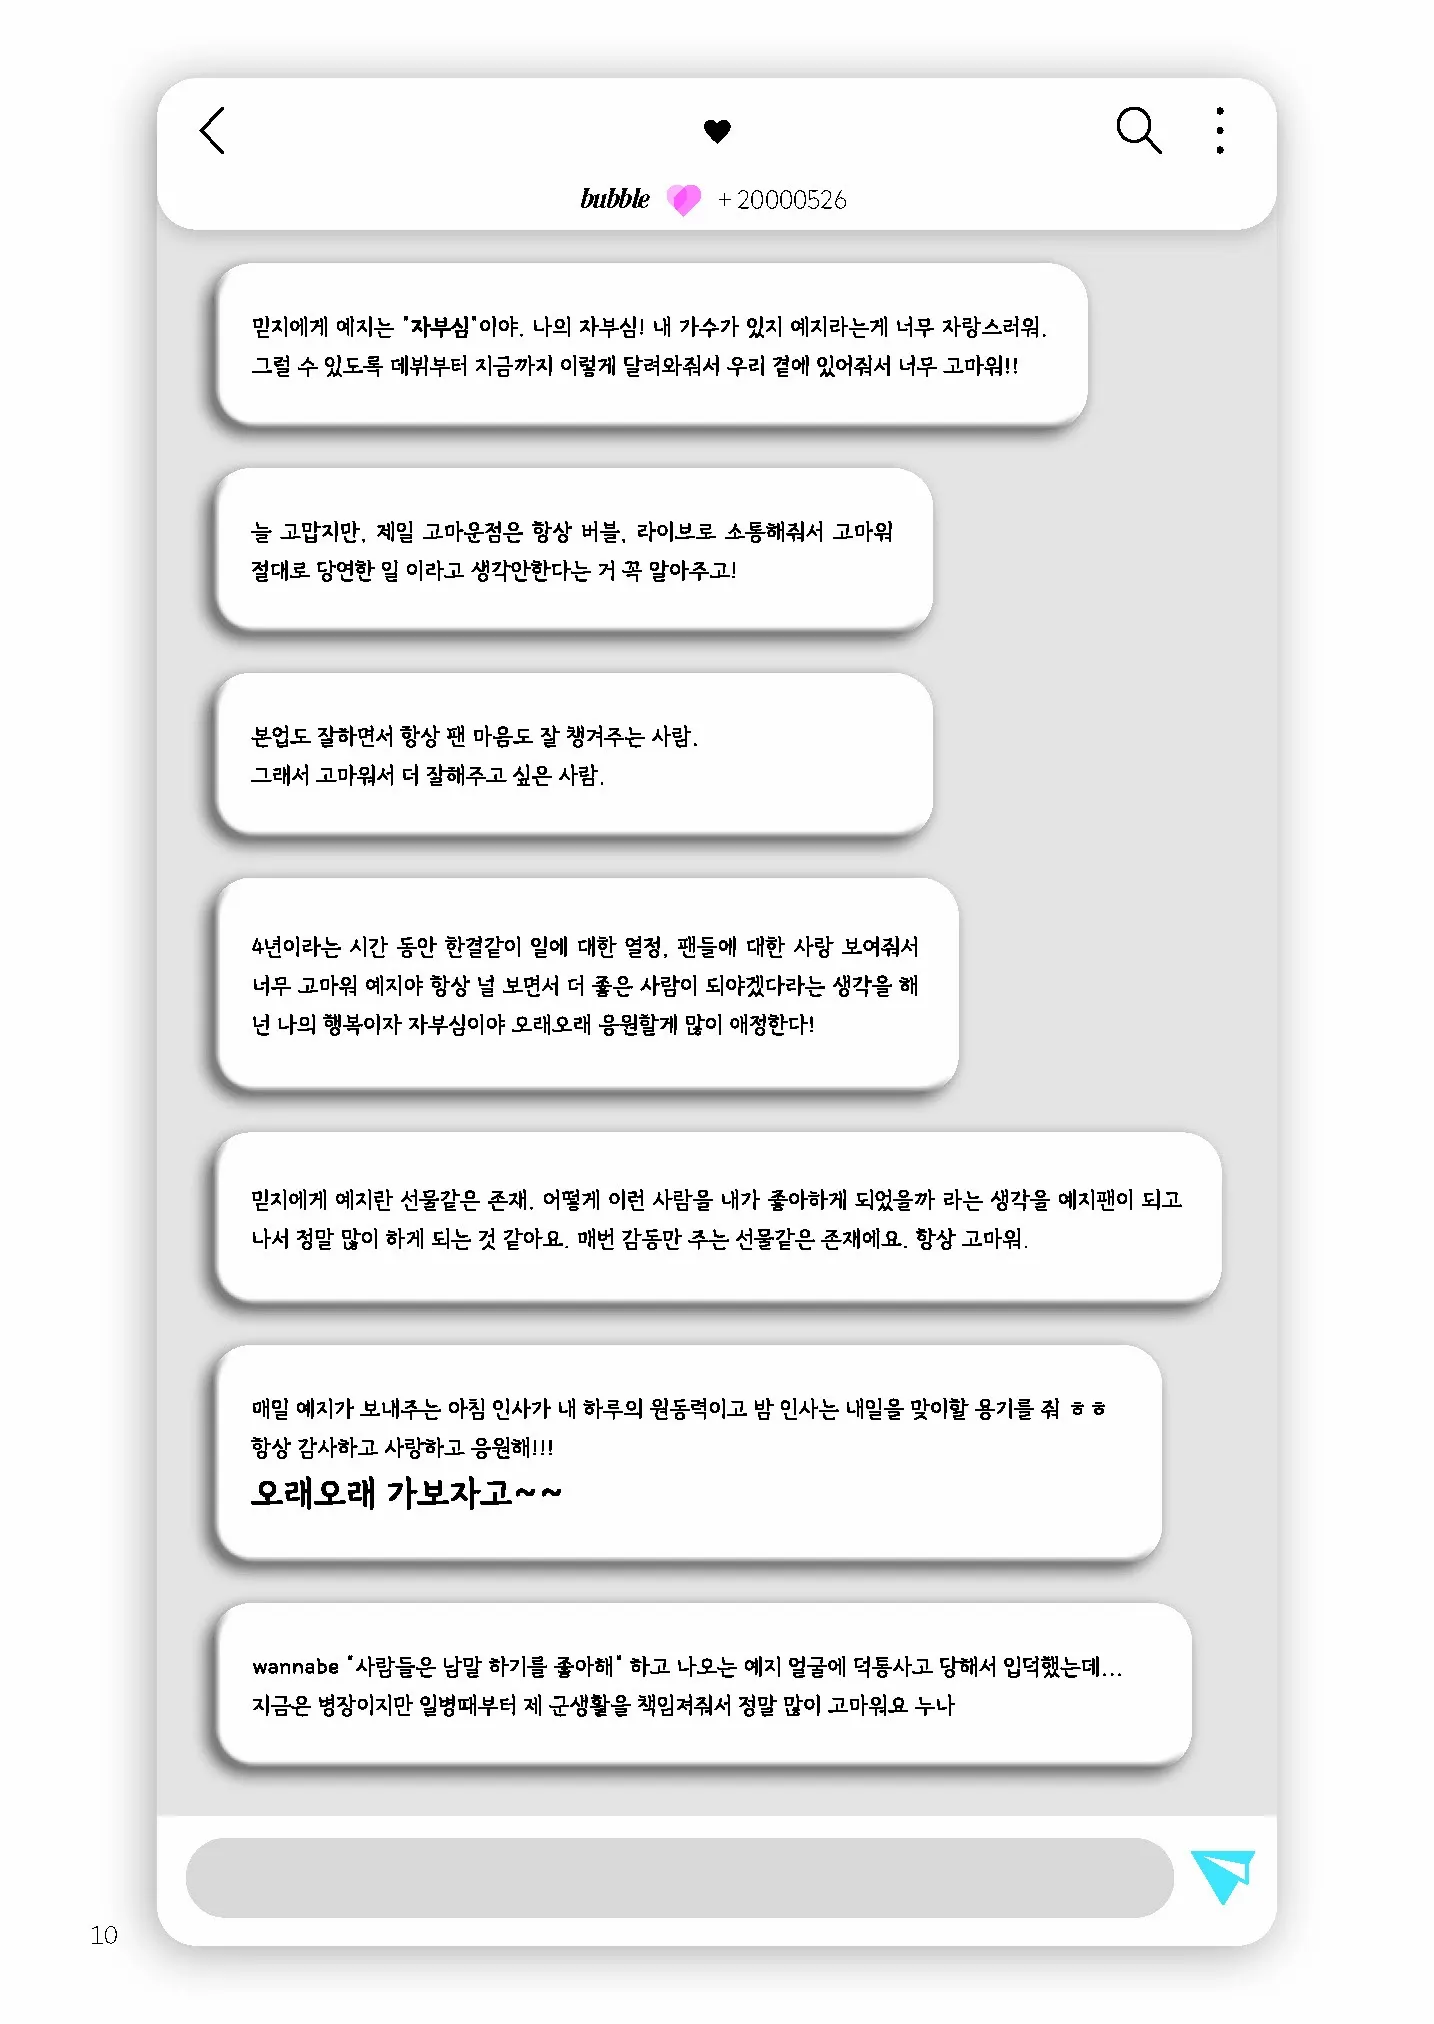 bubble + 20000526
믿지에게 예지는 "자부심"이야. 나의 자부심! 내 가수가 있지 예지라는게 너무 자랑스러워.
그럴 수 있도록 데뷔부터 지금까지 이렇게 달려와줘서 우리 곁에 있어줘서 너무 고마워!!
늘 고맙지만, 제일 고마운점은 항상 버블, 라이브로 소통해줘서 고마워
절대로 당연한 일 이라고 생각안한다는 거 꼭 알아주고!
본업도 잘하면서 항상 팬 마음도 잘 챙겨주는 사람.
그래서 고마워서 더 잘해주고 싶은 사람.
4년이라는 시간 동안 한결같이 일에 대한 열정, 팬들에 대한 사랑 보여줘서
너무 고마워 예지야 항상 널 보면서 더 좋은 사람이 되야겠다라는 생각을 해
넌 나의 행복이자 자부심이야 오래오래 응원할게 많이 애정한다!
믿지에게 예지란 선물같은 존재. 어떻게 이런 사람을 내가 좋아하게 되었을까 라는 생각을 예지팬이 되고
나서 정말 많이 하게 되는 것 같아요. 매번 감동만 주는 선물같은 존재에요. 항상 고마워.
매일 예지가 보내주는 아침 인사가 내 하루의 원동력이고 밤 인사는 내일을 맞이할 용기를 줘 ㅎㅎ
항상 감사하고 사랑하고 응원해!!!
오래오래 가보자고~~
wannabe "사람들은 남말 하기를 좋아해" 하고 나오는 예지 얼굴에 덕통사고 당해서 입덕했는데...
지금은 병장이지만 일병때부터 제 군생활을 책임져줘서 정말 많이 고마워요 누나
10